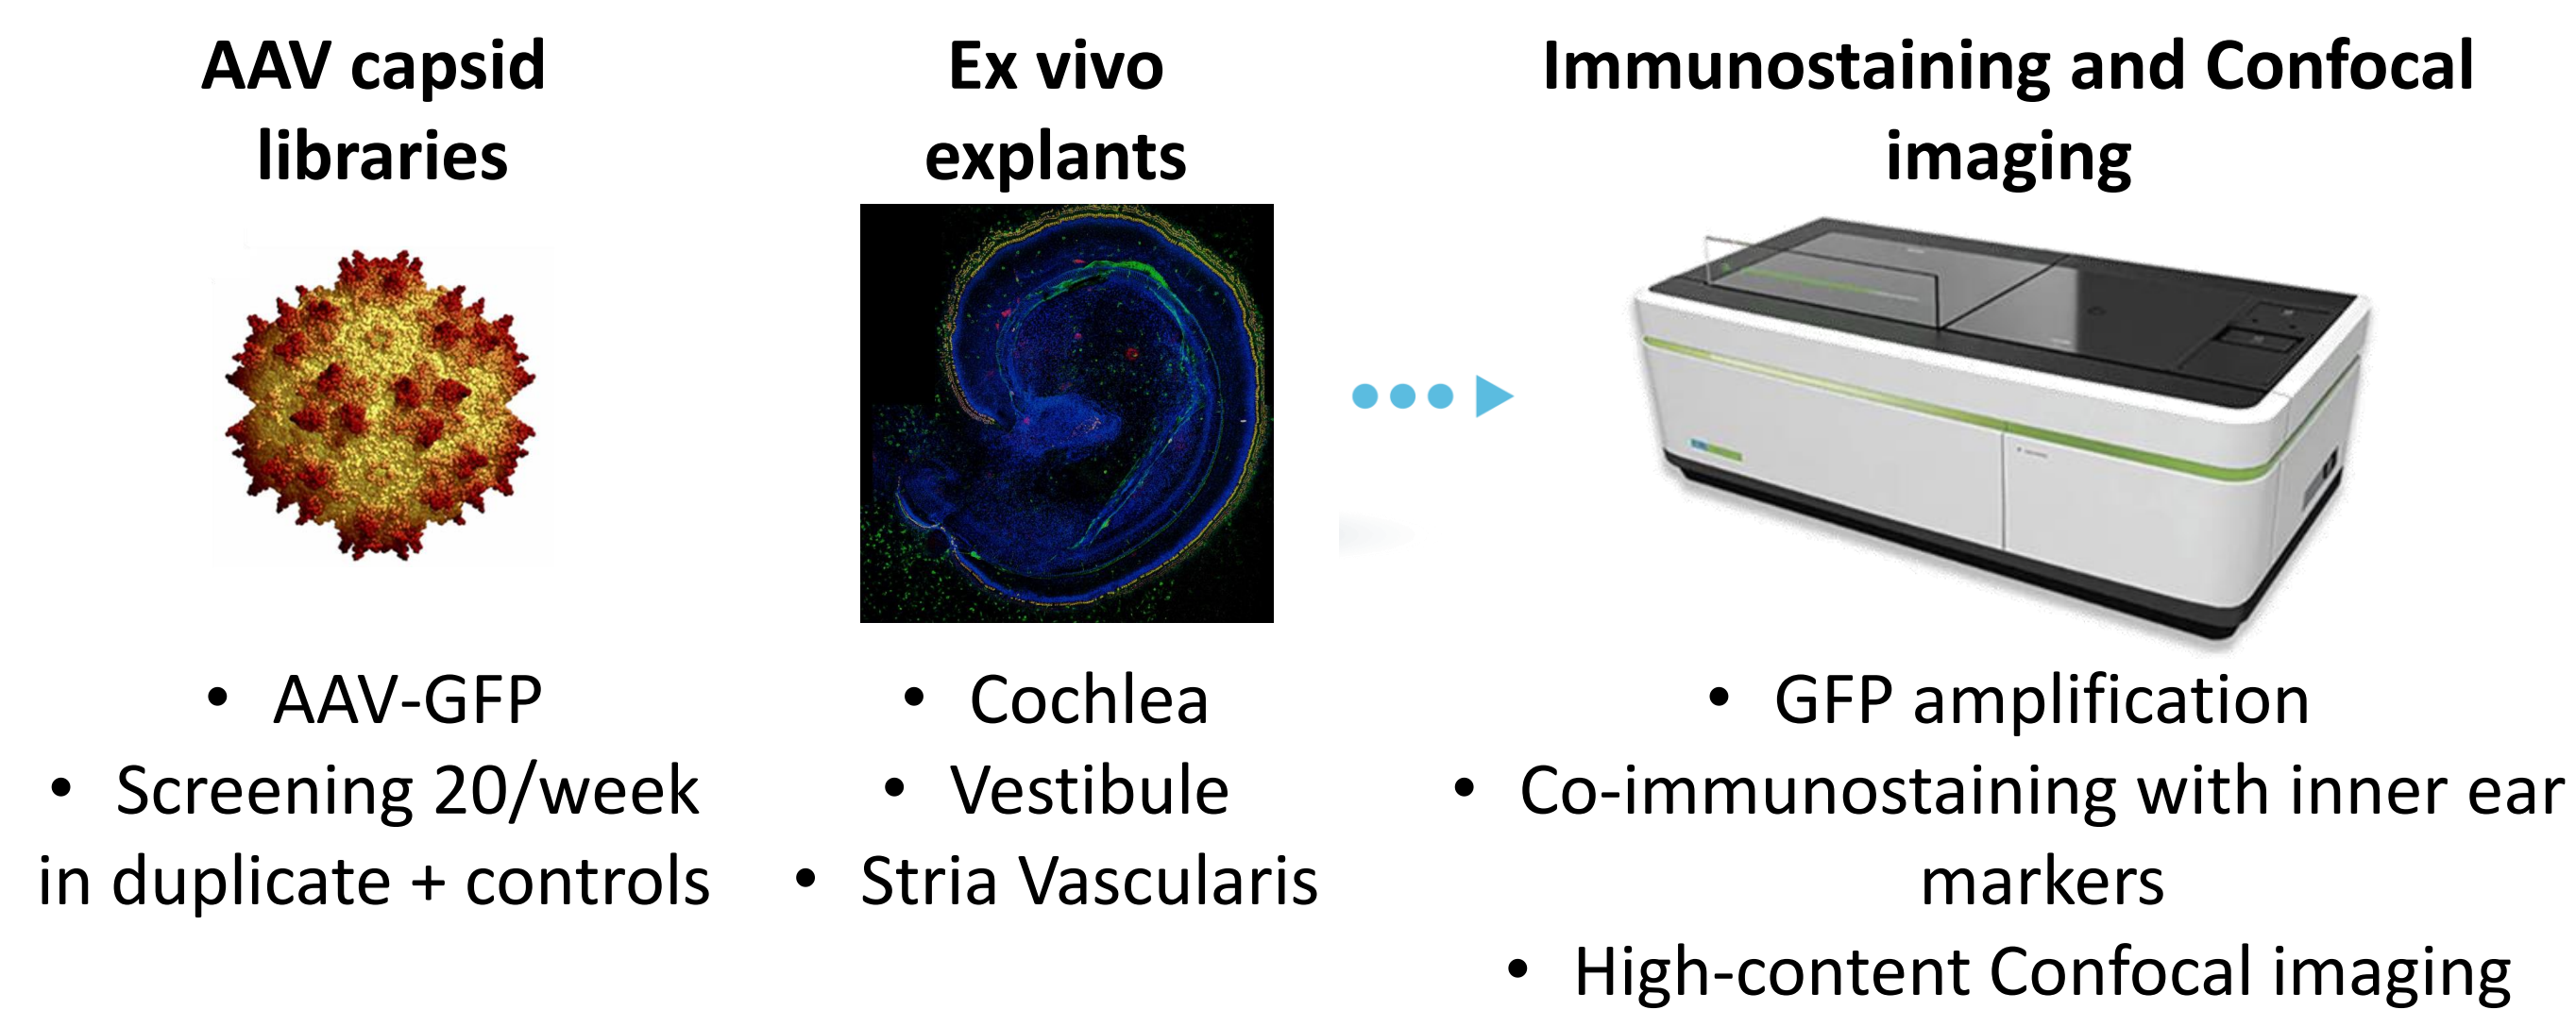 AAV capsid
libraries
• AAV-GFP
• Screening 20/week
in duplicate + controls
Ex vivo
explants
• Cochlea
• Vestibule
• Stria Vascularis
Immunostaining and Confocal
imaging
• GFP amplification
• Co-immunostaining with inner ear
markers
• High-content Confocal imaging